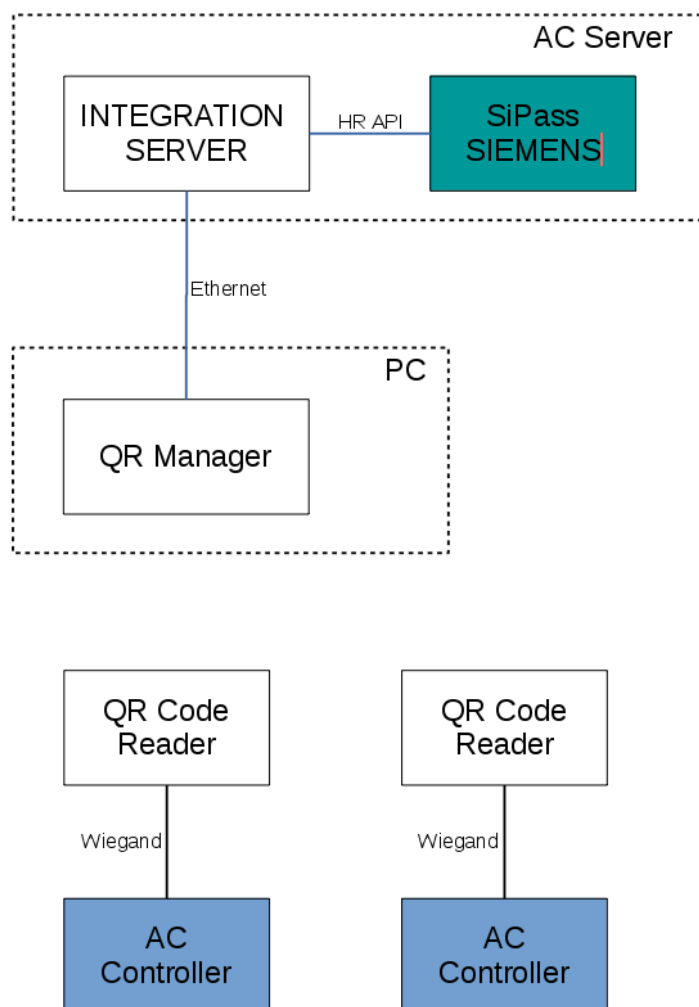 AC Server
INTEGRATION
SERVER
HR API
SiPass
SIEMENS
Ethernet
PC
QR Manager
QR Code
Reader
QR Code
Reader
Wiegand
Wiegand
AC
Controller
AC
Controller